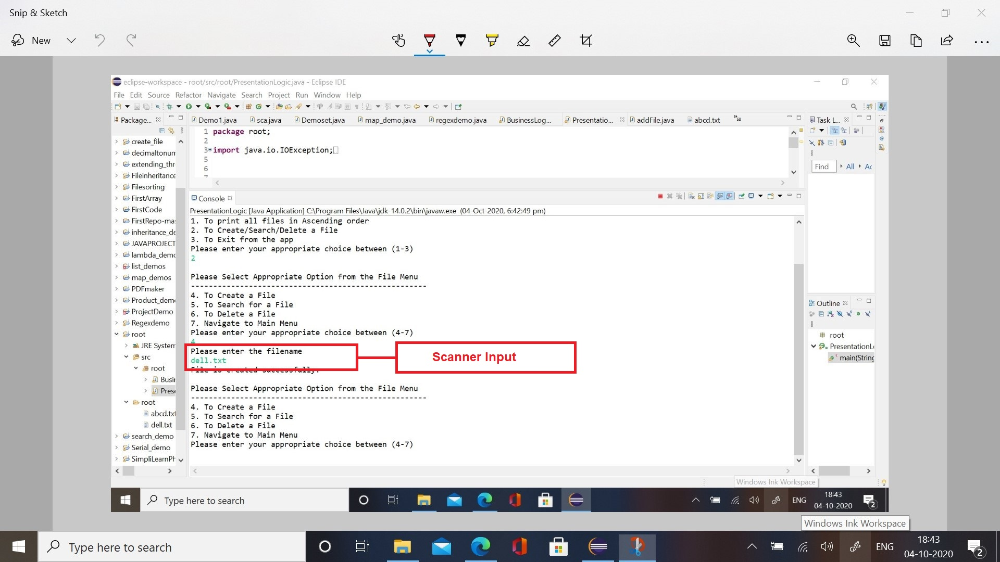 Snip & Sketch
New
eclipse-workspace - root/src/root/PresentationLogic.java - Eclipse IDE
File Edit Source Refactor Navigate Search Project Run Window Help
Package...
Demo1.java sca.java Demoset.java map_demo.java regexdemo.java BusinessLog... Presentatio... addFile.java abcd.txt »58
Task L...
1 package root;
2
3 import java.io.IOException;
5
6
7
Find All Ac
create_file
decimaltonum
extending_thr
Fileinheritance
Filesorting
FirstArray
FirstCode
FirstRepo-mas
inheritance_de
JAVAPROJECT
lambda_demo
list_demos
map_demos
PDFmaker
Product_demo
ProjectDemo
Regexdemo
root
JRE System
src
root
Busin
Prese
root
abcd.txt
dell.txt
search_demo
Serial_demo
SimpliLearnPh
Console
PresentationLogic [Java Application] C:\Program Files\Java\jdk-14.0.2\bin\javaw.exe (04-Oct-2020, 6:42:49 pm)
1. To print all files in Ascending order
2. To Create/Search/Delete a File
3. To Exit from the app
Please enter your appropriate choice between (1-3)
2
Please Select Appropriate Option from the File Menu
-----------------------------------------------------
4. To Create a File
5. To Search for a File
6. To Delete a File
7. Navigate to Main Menu
Please enter your appropriate choice between (4-7)
4
Please enter the filename
dell.txt
Scanner Input
File is created successfully.
Please Select Appropriate Option from the File Menu
-----------------------------------------------------
4. To Create a File
5. To Search for a File
6. To Delete a File
7. Navigate to Main Menu
Please enter your appropriate choice between (4-7)
Outline
root
PresentationLo
main(String
Windows Ink Workspace
Type here to search
ENG
18:43
04-10-2020
2
Windows Ink Workspace
Type here to search
ENG
18:43
04-10-2020
2